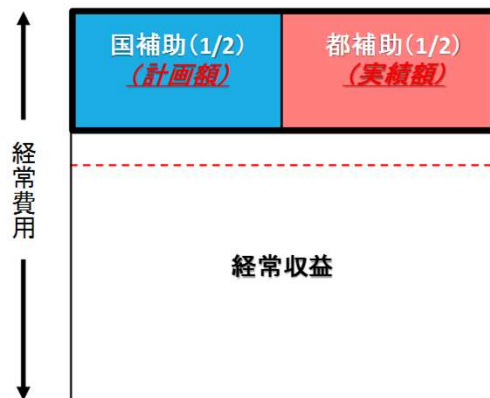 国補助(1/2)
(計画額)
都補助(1/2)
(実績額)
経常費用
経常収益